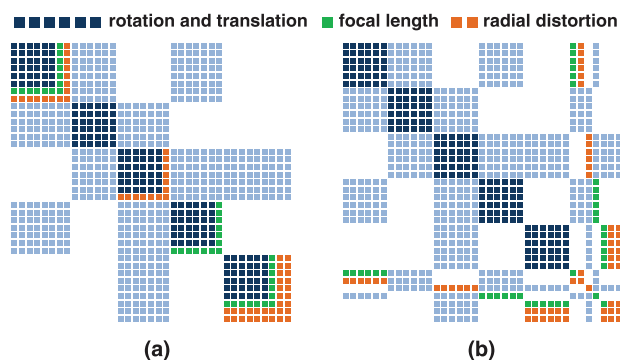 rotation and translation focal length radial distortion
(a) (b)